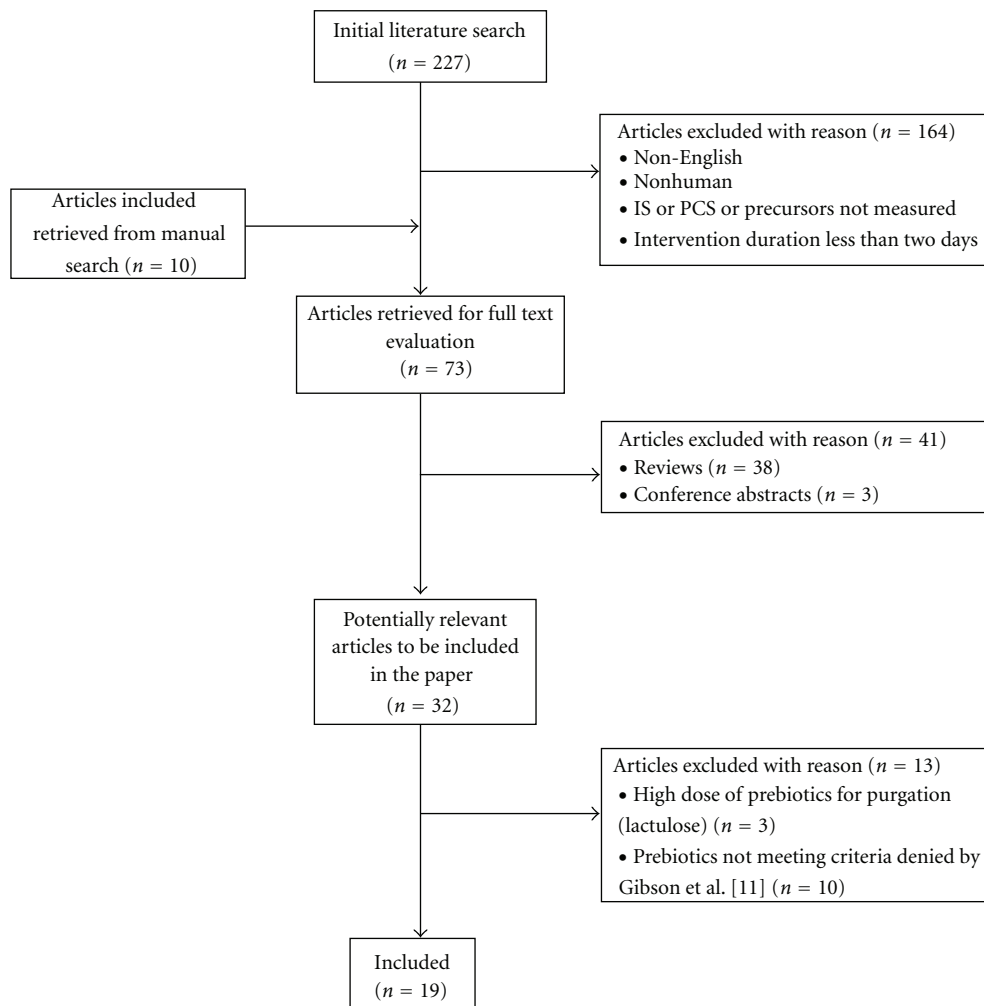 Initial literature search
(n = 227)
Articles excluded with reason (n = 164)
• Non-English
• Nonhuman
• IS or PCS or precursors not measured
• Intervention duration less than two days
Articles included
retrieved from manual
search (n = 10)
Articles retrieved for full text
evaluation
(n = 73)
Articles excluded with reason (n = 41)
• Reviews (n = 38)
• Conference abstracts (n = 3)
Potentially relevant
articles to be included
in the paper
(n = 32)
Articles excluded with reason (n = 13)
• High dose of prebiotics for purgation
(lactulose) (n = 3)
• Prebiotics not meeting criteria denied by
Gibson et al. [11] (n = 10)
Included
(n = 19)